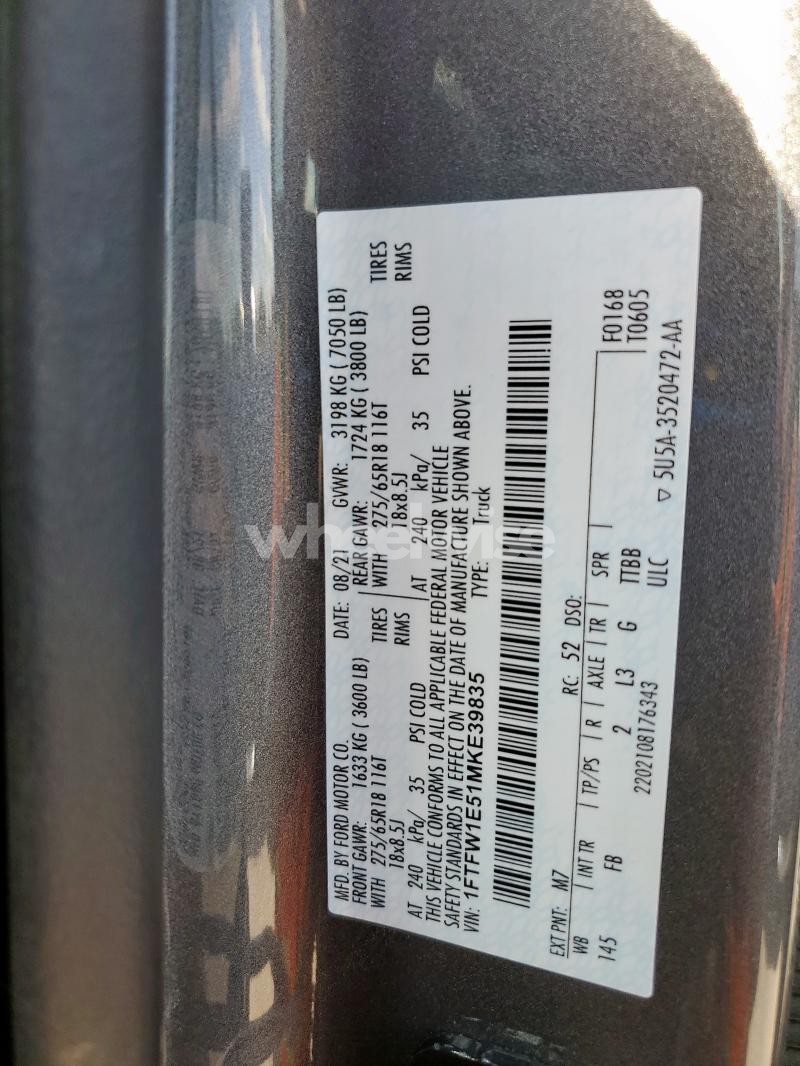 MFD. BY FORD MOTOR CO. DATE: 08/21 GVWR: 3198 KG ( 7050 LB)
FRONT GAWR: 1633 KG ( 3600 LB) REAR GAWR: 1724 KG ( 3800 LB)
WITH 275/65R18 116T TIRES WITH 275/65R18 116T TIRES
18x8.5J RIMS 18x8.5J RIMS
AT 240 kPa/ 35 PSI COLD AT 240 kPa/ 35 PSI COLD
THIS VEHICLE CONFORMS TO ALL APPLICABLE FEDERAL MOTOR VEHICLE
SAFETY STANDARDS IN EFFECT ON THE DATE OF MANUFACTURE SHOWN ABOVE.
VIN: 1FTFW1E51MKE39835 TYPE: Truck
EXT PNT: M7 RC: 52 DSO:
WB INT TR TP/PS R AXLE TR SPR F0168
145 FB 2 L3 G TTBB T0605
2202108176343 ULC
▽ 5U5A-3520472-AA
wheelwise